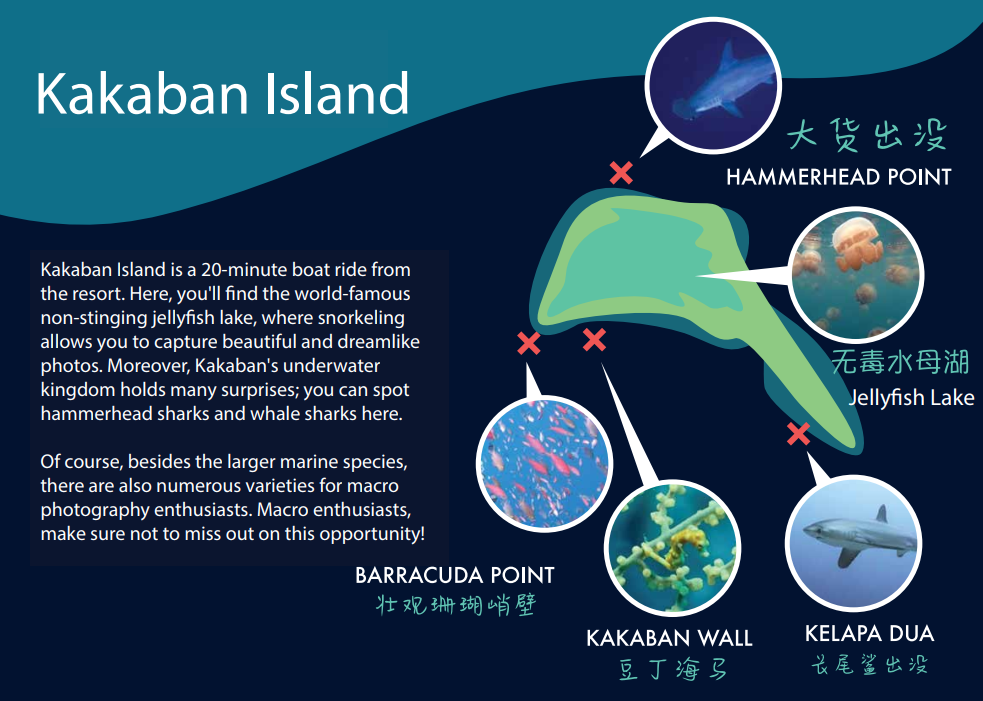 Kakaban Island
大货出没
HAMMERHEAD POINT
Kakaban Island is a 20-minute boat ride from
the resort. Here, you'll find the world-famous
non-stinging jellyfish lake, where snorkeling
allows you to capture beautiful and dreamlike
photos. Moreover, Kakaban's underwater
kingdom holds many surprises; you can spot
hammerhead sharks and whale sharks here.
Of course, besides the larger marine species,
there are also numerous varieties for macro
photography enthusiasts. Macro enthusiasts,
make sure not to miss out on this opportunity!
无毒水母湖
Jellyfish Lake
BARRACUDA POINT
壮观珊瑚峭壁
KAKABAN WALL
豆丁海马
KELAPA DUA
长尾鲨出没